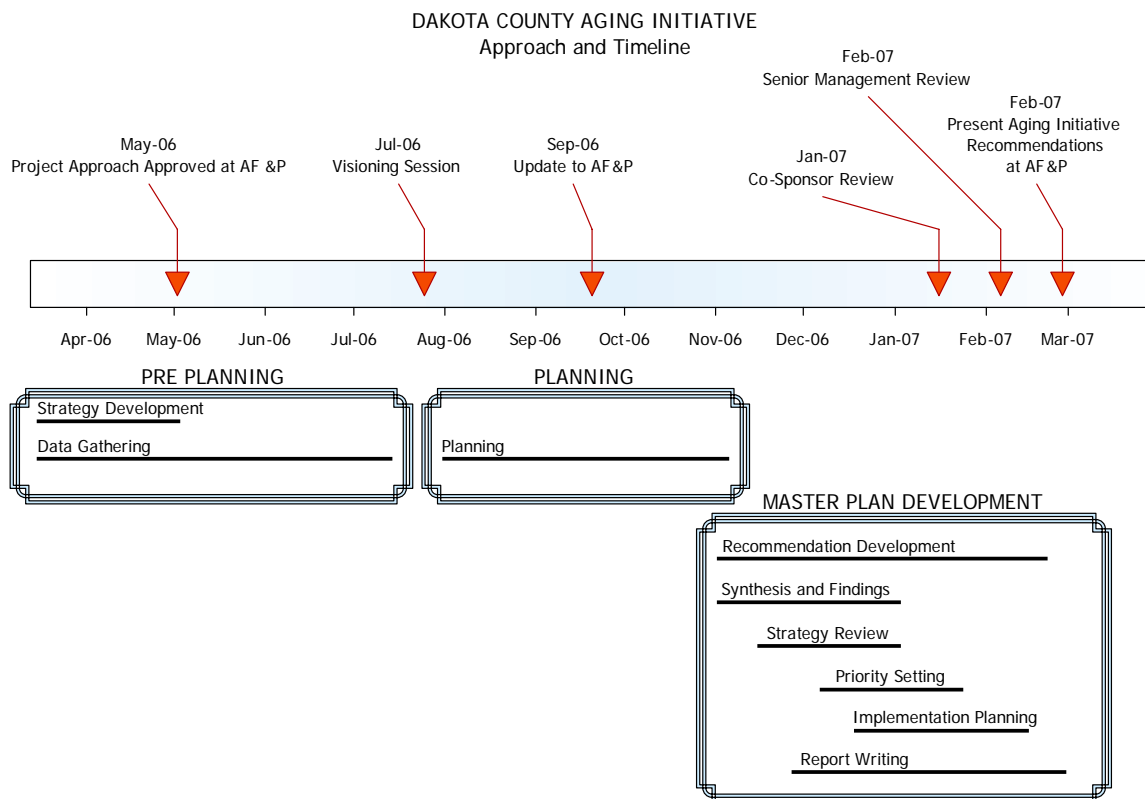 DAKOTA COUNTY AGING INITIATIVE
Approach and Timeline
May-06
Project Approach Approved at AF &P
Jul-06
Visioning Session
Sep-06
Update to AF&P
Jan-07
Co-Sponsor Review
Feb-07
Senior Management Review
Feb-07
Present Aging Initiative
Recommendations
at AF&P
Apr-06 May-06 Jun-06 Jul-06 Aug-06 Sep-06 Oct-06 Nov-06 Dec-06 Jan-07 Feb-07 Mar-07
PRE PLANNING
Strategy Development
Data Gathering
PLANNING
Planning
MASTER PLAN DEVELOPMENT
Recommendation Development
Synthesis and Findings
Strategy Review
Priority Setting
Implementation Planning
Report Writing